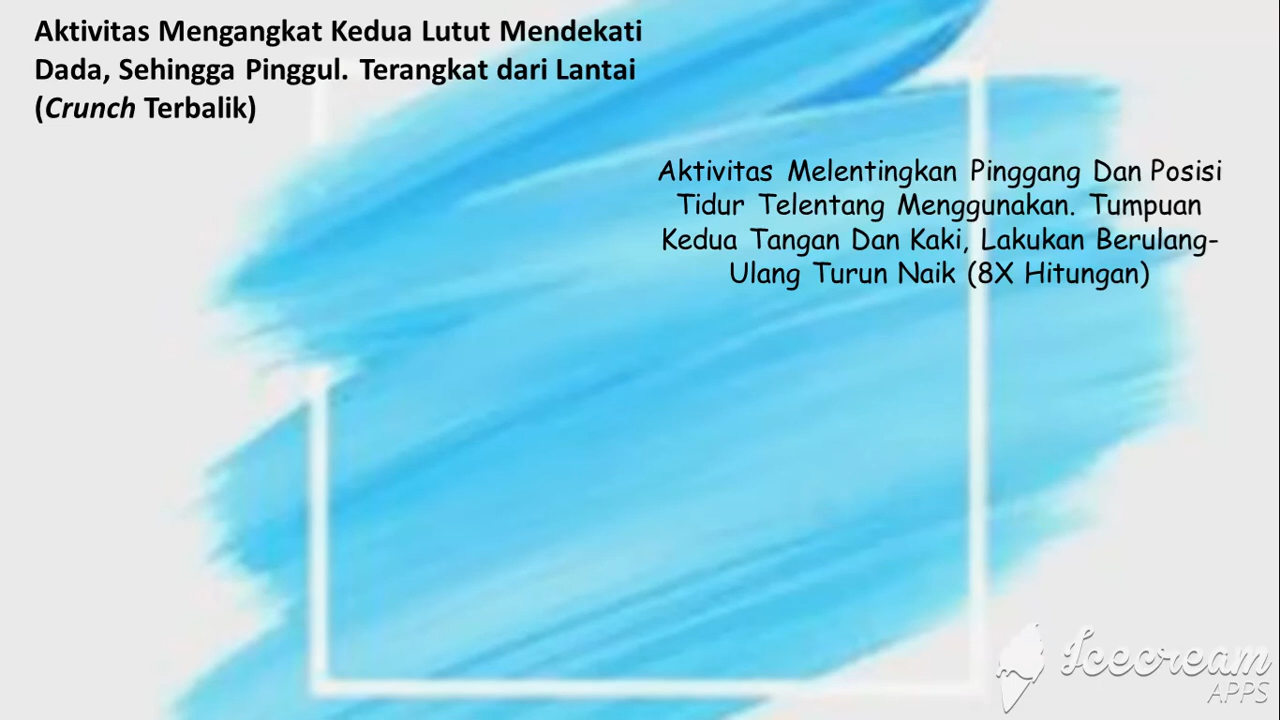 Aktivitas Mengangkat Kedua Lutut Mendekati
Dada, Sehingga Pinggul. Terangkat dari Lantai
(Crunch Terbalik)
Aktivitas Melentingkan Pinggang Dan Posisi
Tidur Telentang Menggunakan. Tumpuan
Kedua Tangan Dan Kaki, Lakukan Berulang-
Ulang Turun Naik (8X Hitungan)
Icecream
APPS